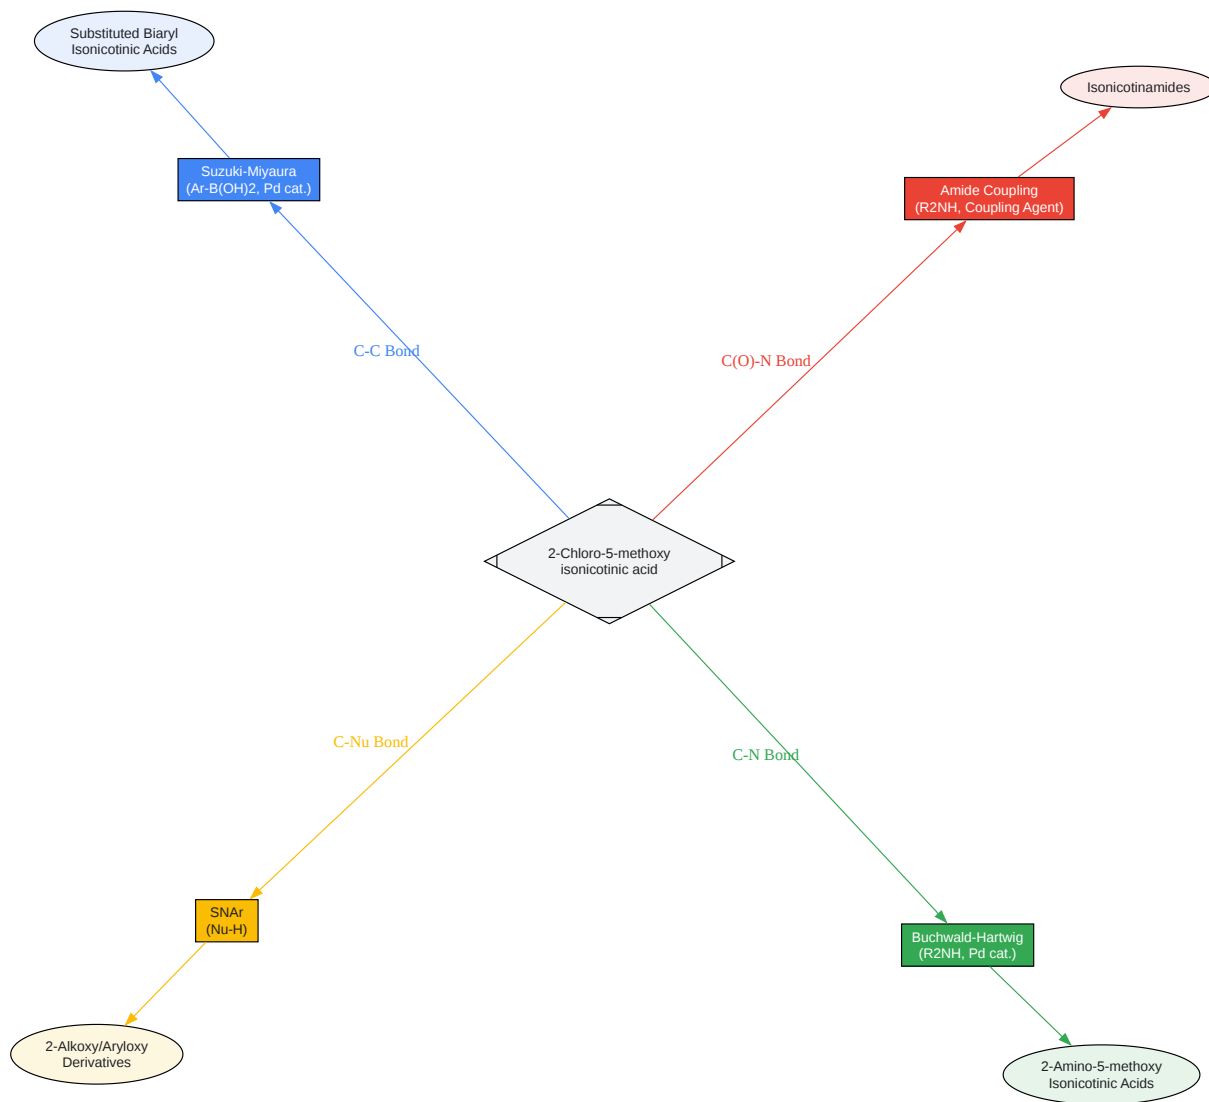 Substituted Biaryl
Isonicotinic Acids
Isonicotinamides
Suzuki-Miyaura
(Ar-B(OH)2, Pd cat.)
Amide Coupling
(R2NH, Coupling Agent)
C-C Bond
C(O)-N Bond
2-Chloro-5-methoxy
isonicotinic acid
C-Nu Bond
C-N Bond
SNAr
(Nu-H)
Buchwald-Hartwig
(R2NH, Pd cat.)
2-Alkoxy/Aryloxy
Derivatives
2-Amino-5-methoxy
Isonicotinic Acids